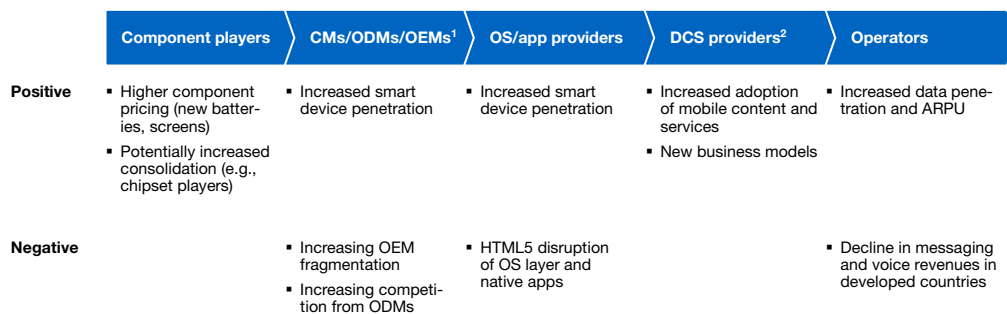 Component players
CMs/ODMs/OEMs¹
OS/app providers
DCS providers²
Operators
Positive
▪ Higher component
pricing (new batter-
ies, screens)
▪ Potentially increased
consolidation (e.g.,
chipset players)
▪ Increased smart
device penetration
▪ Increased smart
device penetration
▪ Increased adoption
of mobile content and
services
▪ New business models
▪ Increased data pene-
tration and ARPU
Negative
▪ Increasing OEM
fragmentation
▪ Increasing competi-
tion from ODMs
▪ HTML5 disruption
of OS layer and
native apps
▪ Decline in messaging
and voice revenues in
developed countries